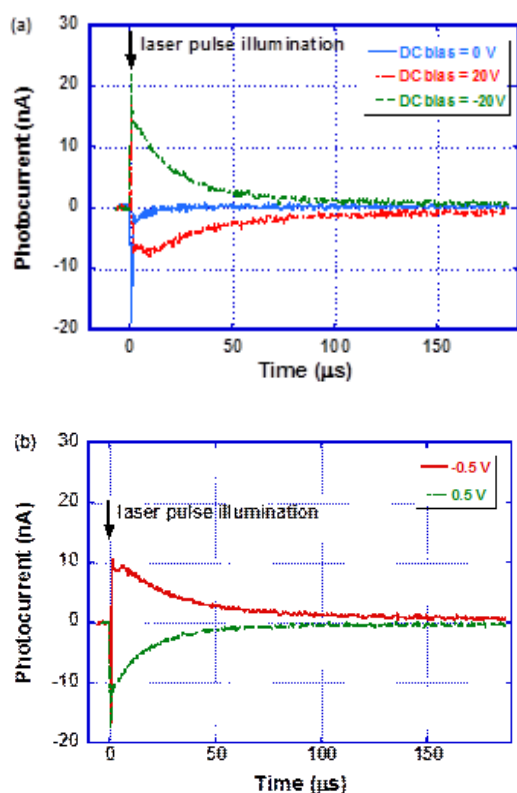 (a)
laser pulse illumination
DC bias = 0 V
DC bias = 20 V
DC bias = -20 V
30
20
10
0
-10
-20
Photocurrent (nA)
0
50
100
150
Time (μs)
(b)
-0.5 V
0.5 V
laser pulse illumination
30
20
10
0
-10
-20
Photocurrent (nA)
0
50
100
150
Time (μs)